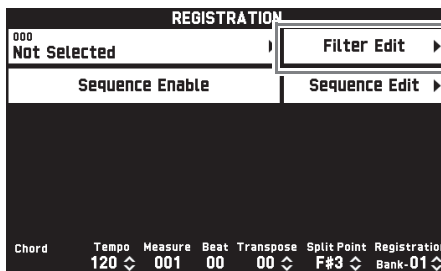 REGISTRATION
000
Not Selected
Filter Edit
Sequence Enable
Sequence Edit
Chord Tempo Measure Beat Transpose Split Point Registration
120 001 00 00 F#3 Bank-01